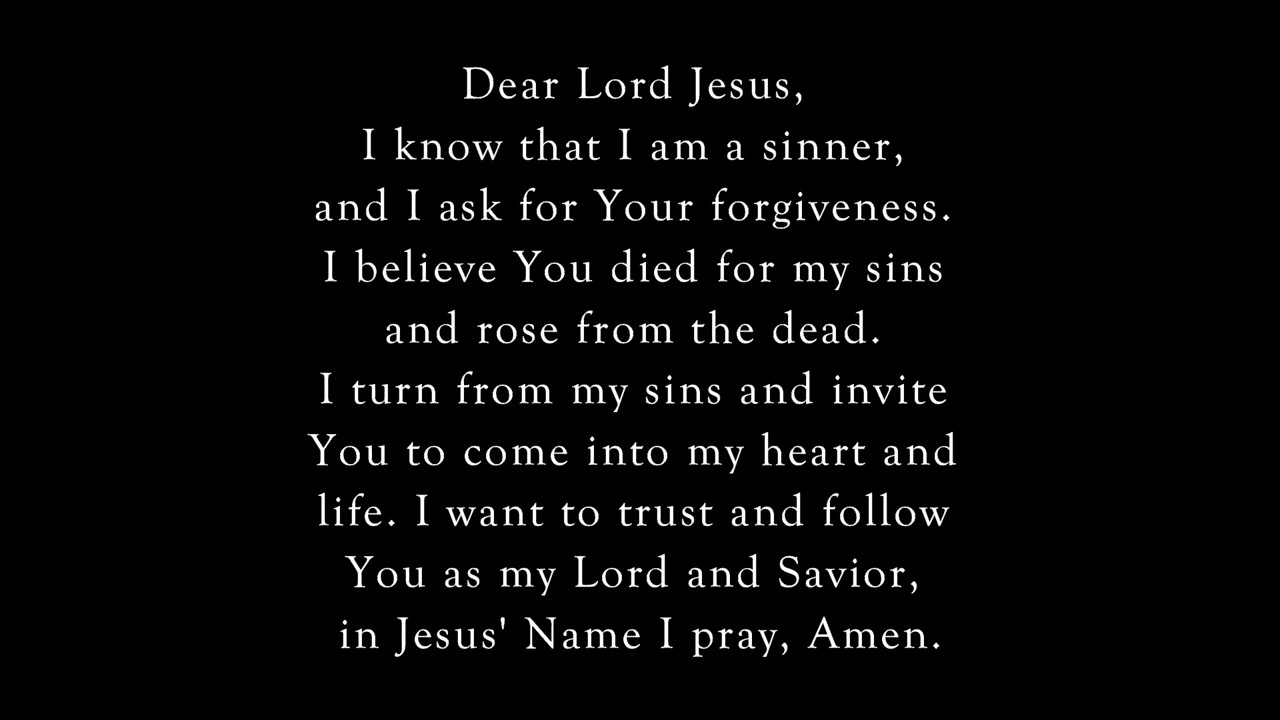 Dear Lord Jesus,
I know that I am a sinner,
and I ask for Your forgiveness.
I believe You died for my sins
and rose from the dead.
I turn from my sins and invite
You to come into my heart and
life. I want to trust and follow
You as my Lord and Savior,
in Jesus' Name I pray, Amen.